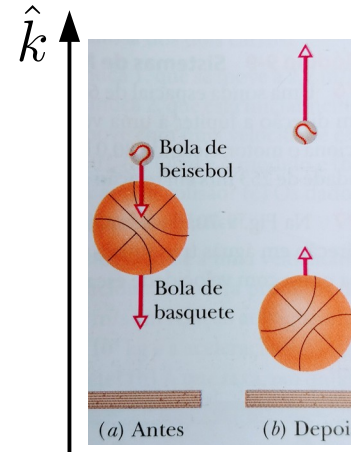 k̂
Bola de
beisebol
Bola de
basquete
(a) Antes
(b) Depoi